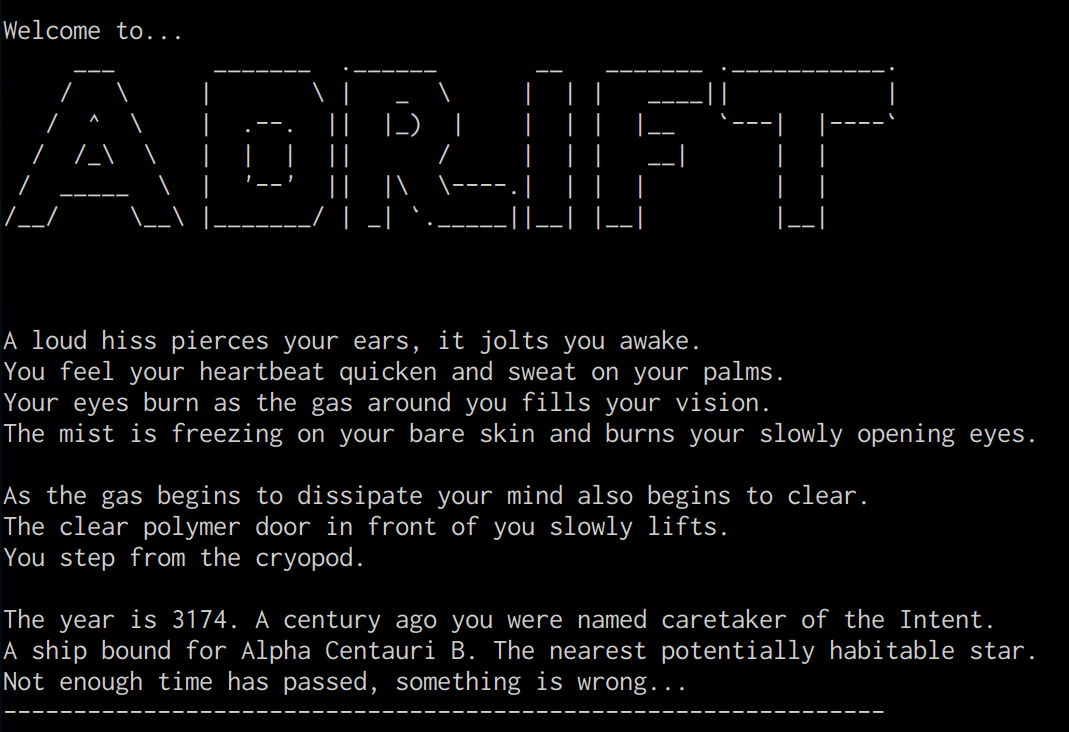 Welcome to...
ADRIFT
A loud hiss pierces your ears, it jolts you awake.
You feel your heartbeat quicken and sweat on your palms.
Your eyes burn as the gas around you fills your vision.
The mist is freezing on your bare skin and burns your slowly opening eyes.
As the gas begins to dissipate your mind also begins to clear.
The clear polymer door in front of you slowly lifts.
You step from the cryopod.
The year is 3174. A century ago you were named caretaker of the Intent.
A ship bound for Alpha Centauri B. The nearest potentially habitable star.
Not enough time has passed, something is wrong...